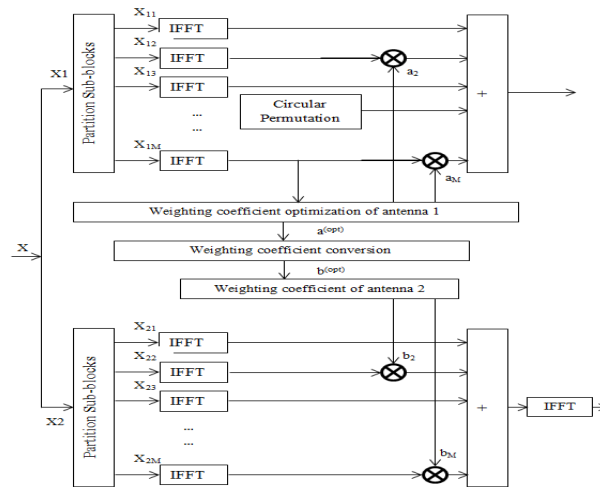 X11
IFFT
X12
IFFT
X13
IFFT
a2
X1
Partition Sub-blocks
Circular
Permutation
...
...
+
X1M
IFFT
aM
Weighting coefficient optimization of antenna 1
a(opt)
X
Weighting coefficient conversion
b(opt)
Weighting coefficient of antenna 2
X21
IFFT
X22
IFFT
b2
X23
IFFT
X2
Partition Sub-blocks
...
...
+
IFFT
bM
X2M
IFFT